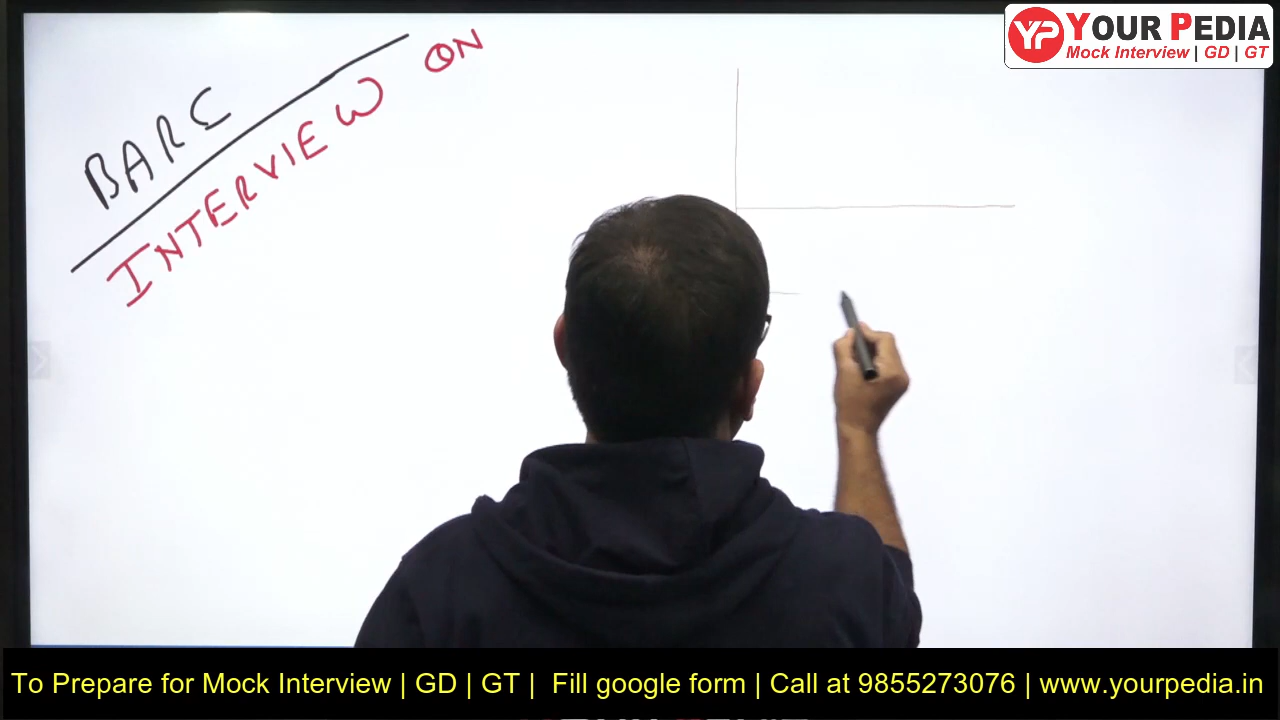 BARC
INTERVIEW ON
YP YOUR PEDIA
Mock Interview | GD | GT
To Prepare for Mock Interview | GD | GT | Fill google form | Call at 9855273076 | www.yourpedia.in